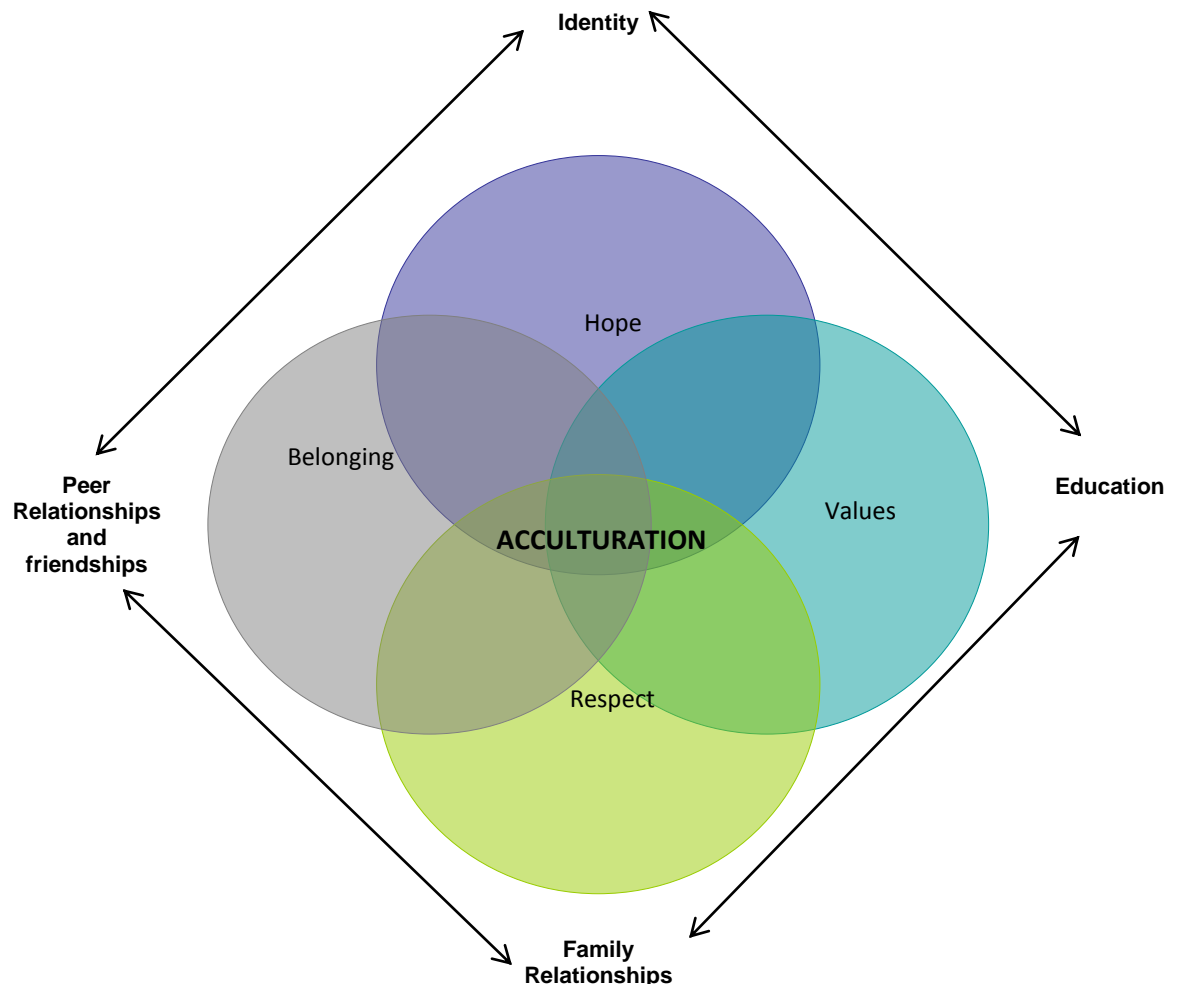 Identity
Hope
Belonging
Peer
Relationships
and
friendships
Education
Values
ACCULTURATION
Respect
Family
Relationships